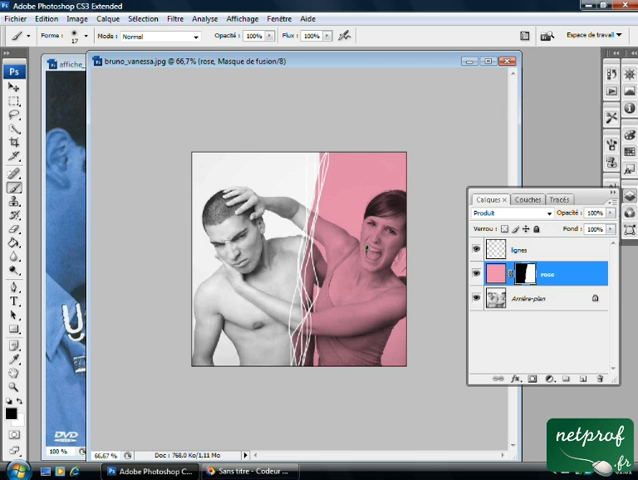 Adobe Photoshop CS3 Extended
Fichier Edition Image Calque Sélection Filtre Analyse Affichage Fenêtre Aide
Forme : 17 Mode : Normal Opacité : 100% Flux : 100% Espace de travail
affiche_
bruno_vanessa.jpg @ 66,7% (rose, Masque de fusion/8)
Ps
Calques Couches Tracés
Produit Opacité : 100%
Verrou : Fond : 100%
lignes
rose
Arrière-plan
100 %
66,67 % Doc : 768,0 Ko/1,11 Mo
Adobe Photoshop C... Sans titre - Codeur ...
netprof
.fr